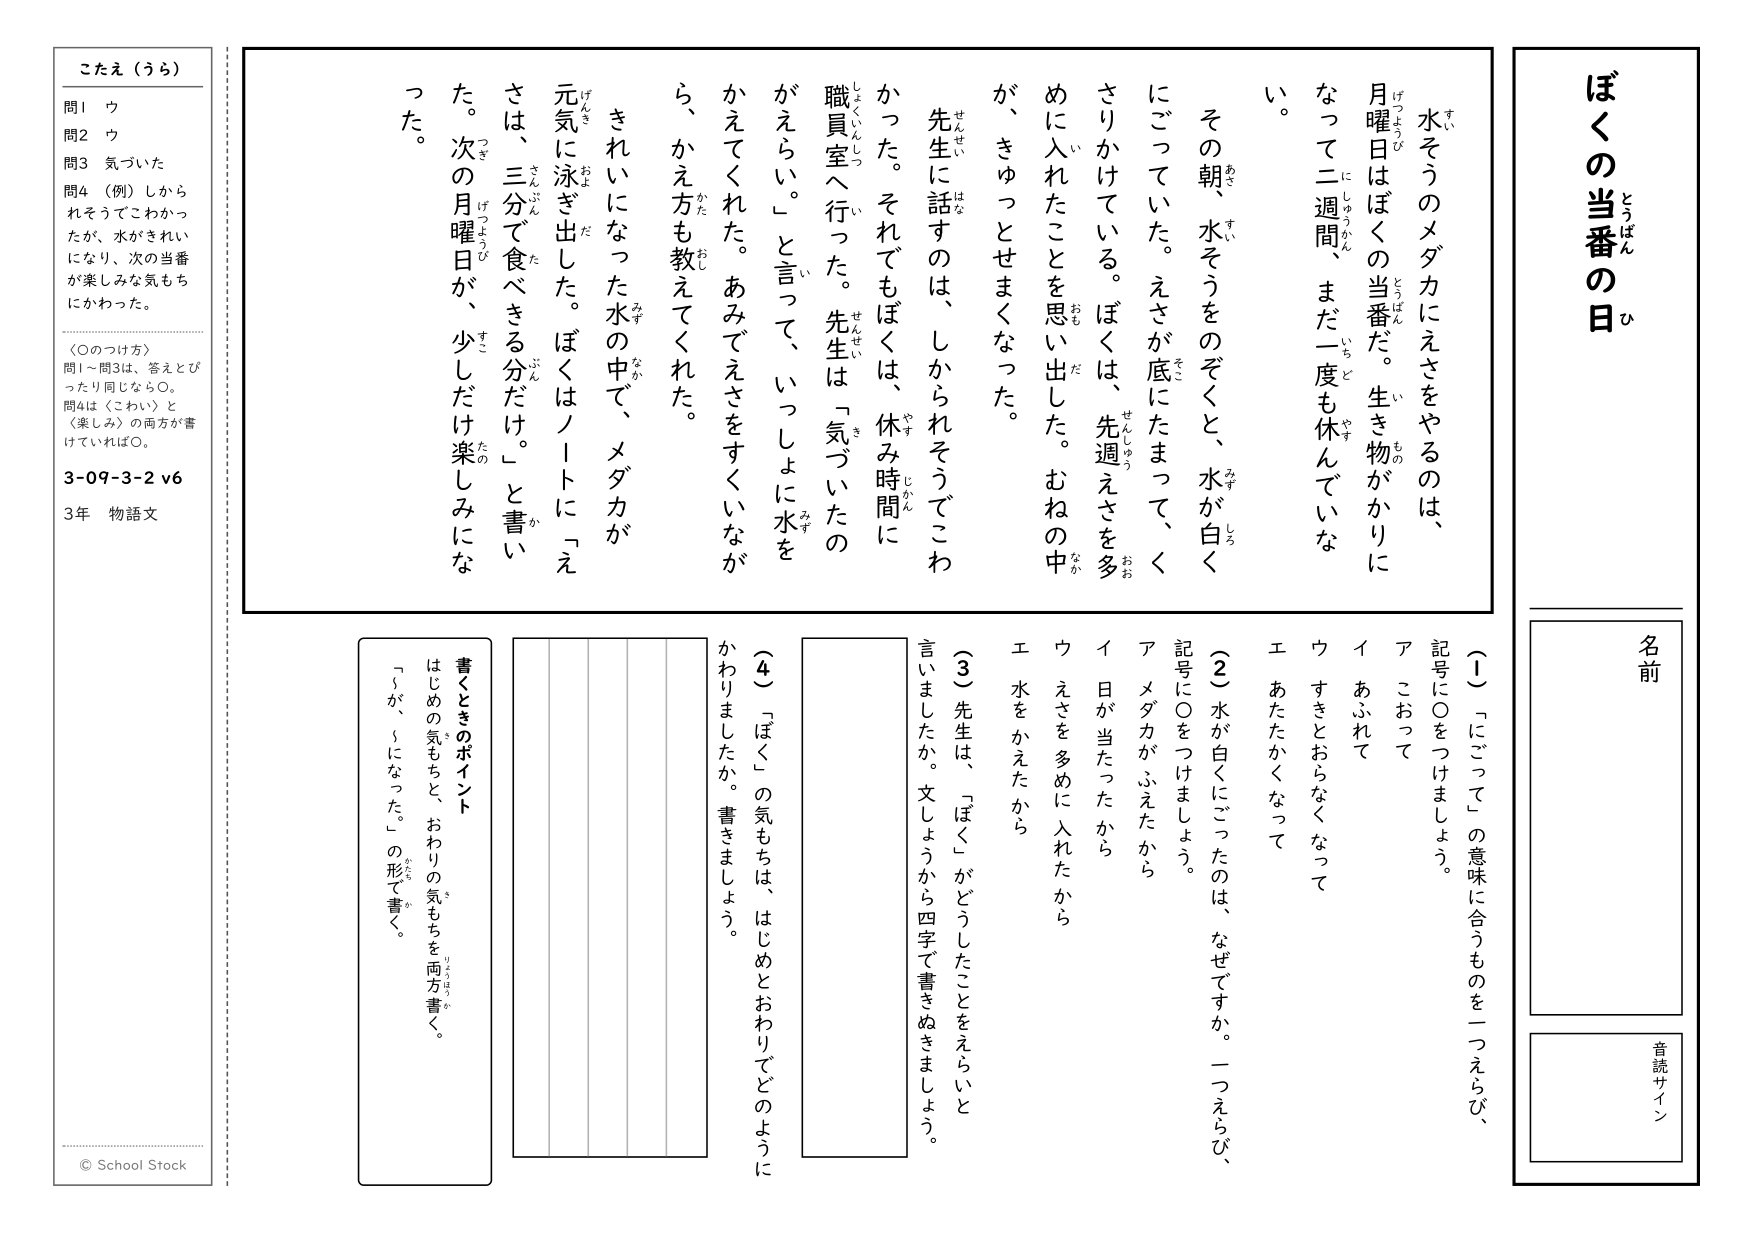 ぼくの当番の日
とうばん
ひ
名前
音読サイン
水そうのメダカにえさをやるのは、
月曜日はぼくの当番だ。生き物がかりに
なって二週間、まだ一度も休んでいな
い。
その朝、水そうをのぞくと、水が白く
にごっていた。えさが底にたまって、く
さりかけている。ぼくは、先週えさを多
めに入れたことを思い出した。むねの中
が、きゅっとせまくなった。
先生に話すのは、しかられそうでこわ
かった。それでもぼくは、休み時間に
職員室へ行った。先生は「気づいたの
がえらい。」と言って、いっしょに水を
かえてくれた。あみでえさをすくいなが
ら、かえ方も教えてくれた。
きれいになった水の中で、メダカが
元気に泳ぎ出した。ぼくはノートに「え
さは、三分で食べきる分だけ。」と書い
た。次の月曜日が、少しだけ楽しみにな
った。
(1)「にごって」の意味に合うものを一つえらび、
記号に○をつけましょう。
ア こおって
イ あふれて
ウ すきとおらなくなって
エ あたたかくなって
(2)水が白くにごったのは、なぜですか。一つえらび、
記号に○をつけましょう。
ア メダカが ふえたから
イ 日が当たったから
ウ えさを多めに入れたから
エ 水をかえたから
(3)先生は、「ぼく」がどうしたことをえらいと
言いましたか。文しょうから四字で書きぬきましょう。
(4)「ぼく」の気もちは、はじめとおわりでどのように
かわりましたか。書きましょう。
書くときのポイント
はじめの気もちと、おわりの気もちを両方書く。
「～が、～になった。」の形で書く。
こたえ（うら）
問1 ウ
問2 ウ
問3 気づいた
問4 （例）しから
れそうでこわかっ
たが、水がきれい
になり、次の当番
が楽しみな気もち
にかわった。
〈○のつけ方〉
問1～問3は、答えとぴ
ったり同じなら○。
問4は〈こわい〉と
〈楽しみ〉の両方が書
けていれば○。
3-09-3-2 v6
3年 物語文
© School Stock